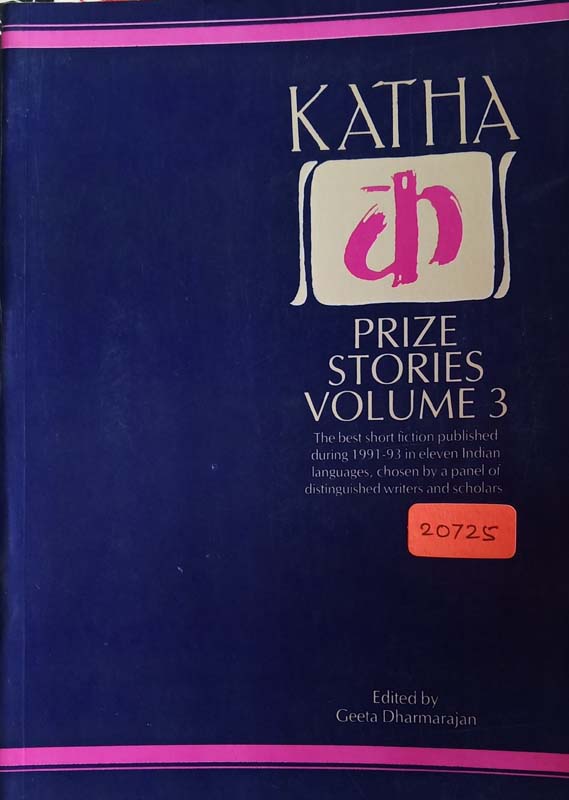 KATHA
क
PRIZE
STORIES
VOLUME 3
The best short fiction published
during 1991-93 in eleven Indian
languages, chosen by a panel of
distinguished writers and scholars
20725
Edited by
Geeta Dharmarajan